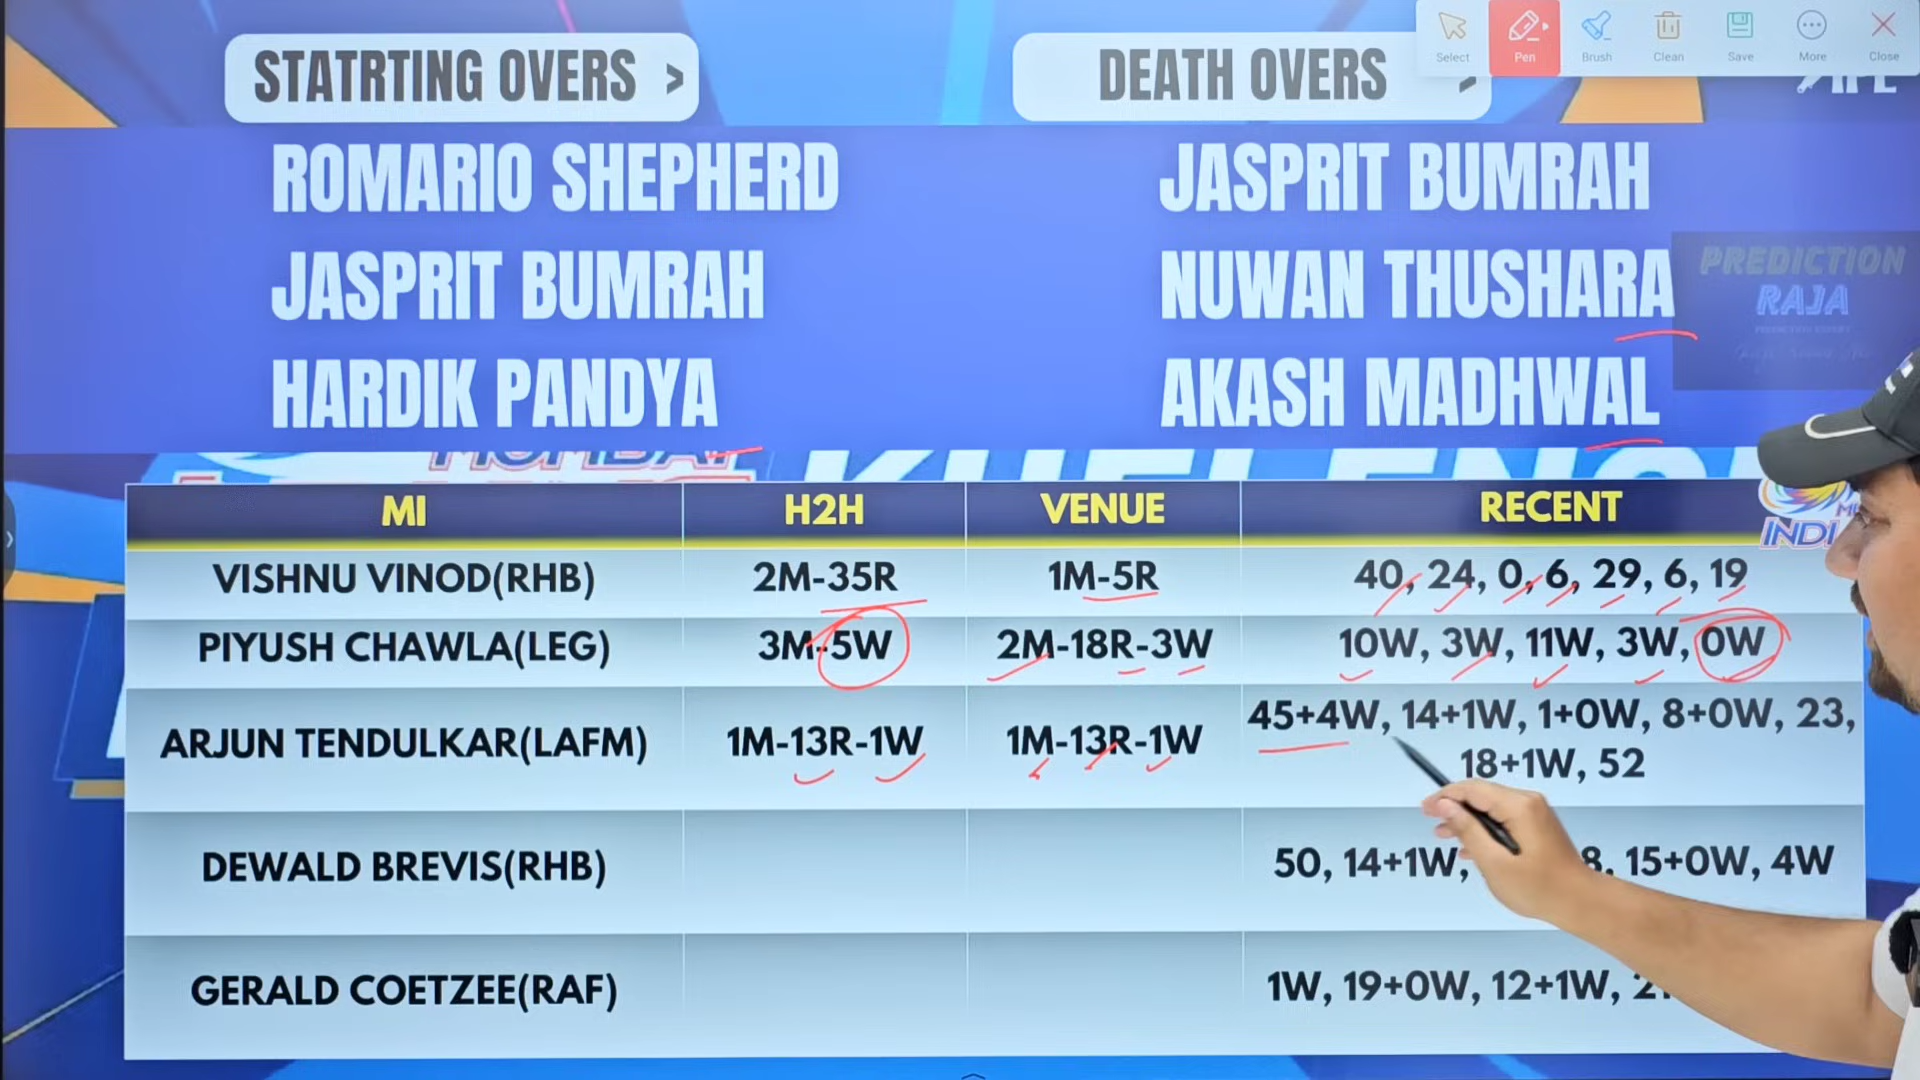 STATRTING OVERS >
DEATH OVERS >
Select
Pen
Brush
Clean
Save
More
Close
IPL
ROMARIO SHEPHERD
JASPRIT BUMRAH
JASPRIT BUMRAH
NUWAN THUSHARA
HARDIK PANDYA
AKASH MADHWAL
PREDICTION
RAJA
MUMBAI
MI H2H VENUE RECENT
VISHNU VINOD(RHB) 2M-35R 1M-5R 40, 24, 0, 6, 29, 6, 19
PIYUSH CHAWLA(LEG) 3M-5W 2M-18R-3W 10W, 3W, 11W, 3W, 0W
ARJUN TENDULKAR(LAFM) 1M-13R-1W 1M-13R-1W 45+4W, 14+1W, 1+0W, 8+0W, 23,
18+1W, 52
DEWALD BREVIS(RHB) 50, 14+1W, 8, 15+0W, 4W
GERALD COETZEE(RAF) 1W, 19+0W, 12+1W,